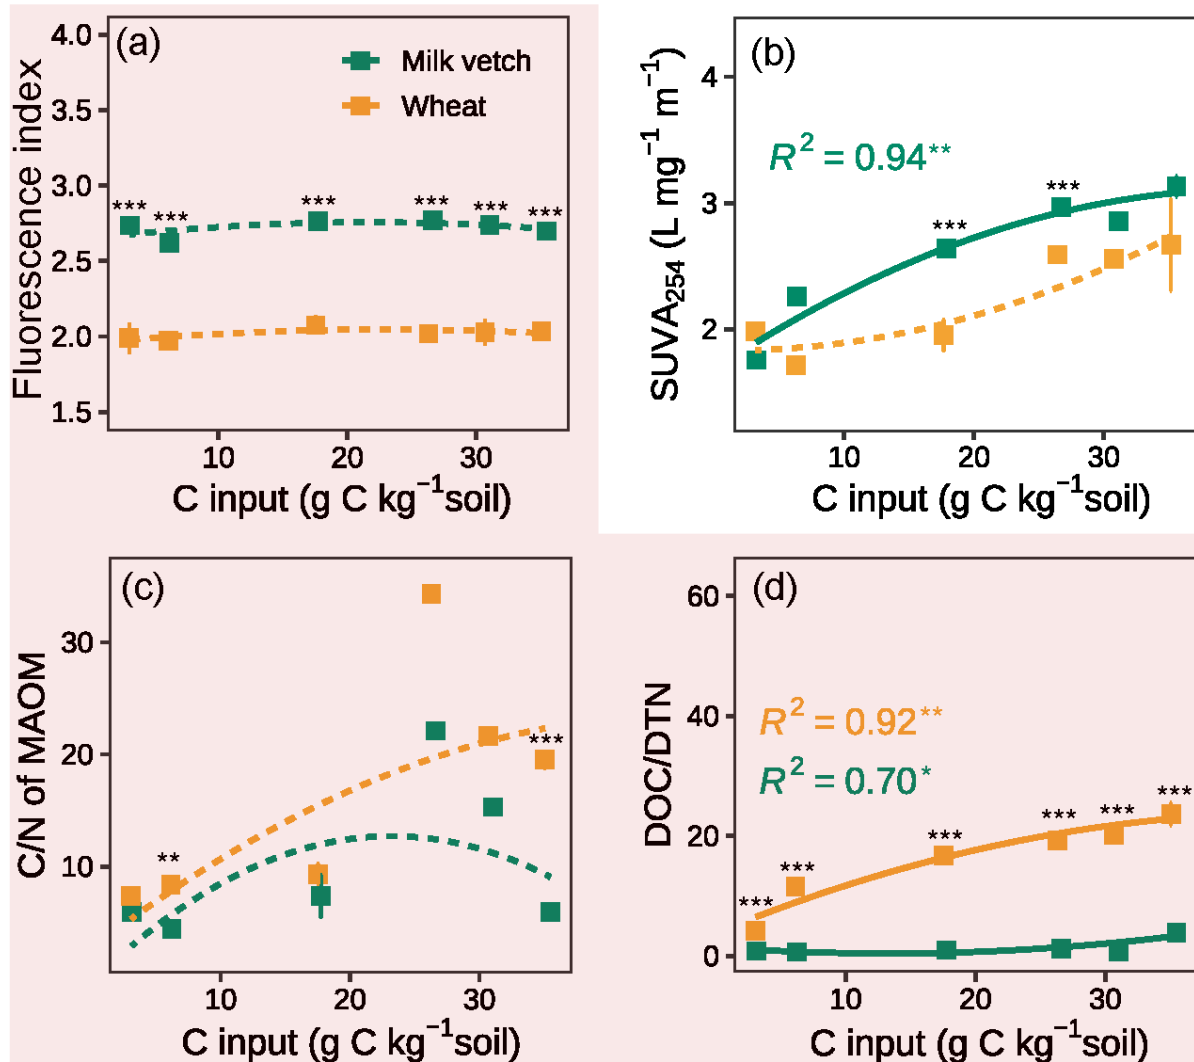 (a)
Milk vetch
Wheat
Fluorescence index
4.0
3.5
3.0
2.5
2.0
1.5
*** *** *** *** *** ***
10 20 30
C input (g C kg⁻¹soil)
(b)
SUVA₂₅₄ (L mg⁻¹ m⁻¹)
4
3
2
R² = 0.94**
*** ***
10 20 30
C input (g C kg⁻¹soil)
(c)
C/N of MAOM
30
20
10
** ***
10 20 30
C input (g C kg⁻¹soil)
(d)
DOC/DTN
60
40
20
0
R² = 0.92**
R² = 0.70*
*** *** *** *** *** ***
10 20 30
C input (g C kg⁻¹soil)